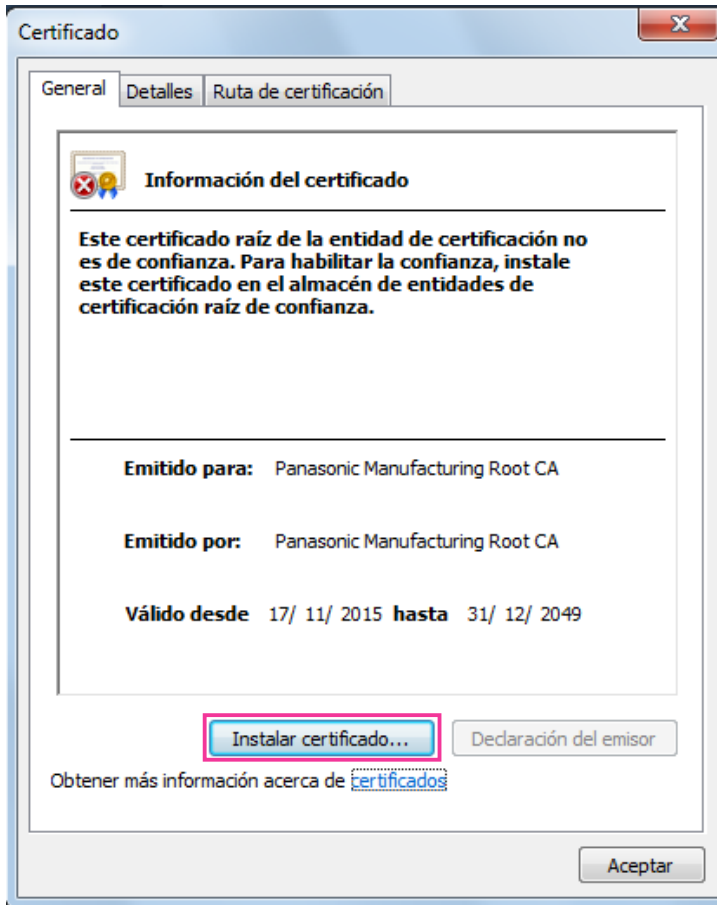 Certificado
General Detalles Ruta de certificación
Información del certificado
Este certificado raíz de la entidad de certificación no
es de confianza. Para habilitar la confianza, instale
este certificado en el almacén de entidades de
certificación raíz de confianza.
Emitido para: Panasonic Manufacturing Root CA
Emitido por: Panasonic Manufacturing Root CA
Válido desde 17/ 11/ 2015 hasta 31/ 12/ 2049
Instalar certificado... Declaración del emisor
Obtener más información acerca de certificados
Aceptar